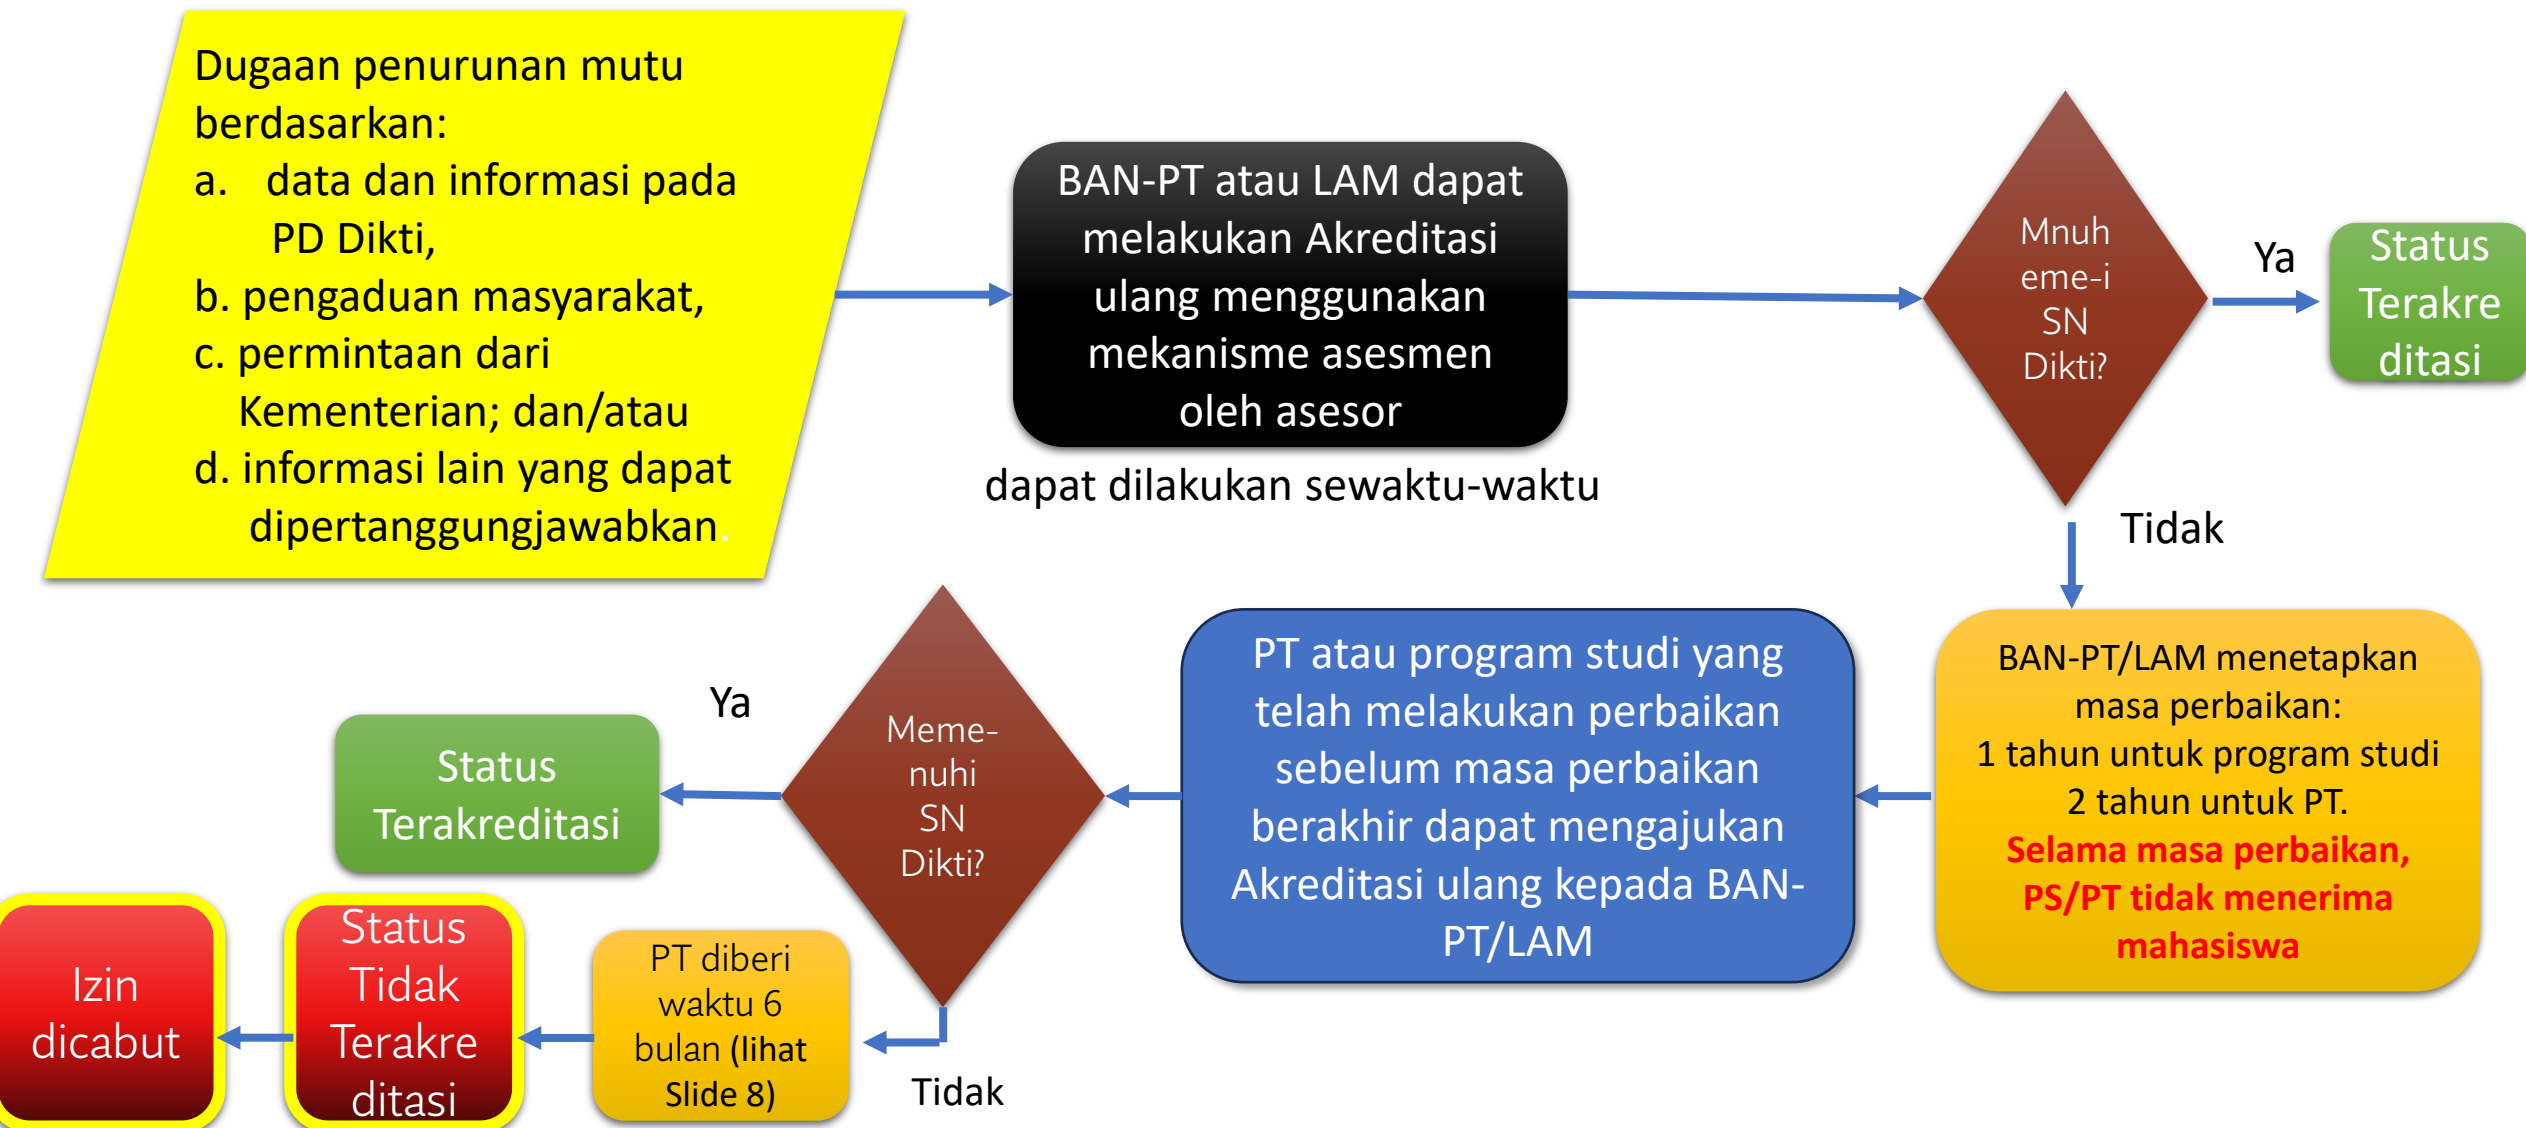 Dugaan penurunan mutu
berdasarkan:
a. data dan informasi pada
PD Dikti,
b. pengaduan masyarakat,
c. permintaan dari
Kementerian; dan/atau
d. informasi lain yang dapat
dipertanggungjawabkan.
BAN-PT atau LAM dapat
melakukan Akreditasi
ulang menggunakan
mekanisme asesmen
oleh asesor
dapat dilakukan sewaktu-waktu
Mnuh
eme-i
SN
Dikti?
Ya
Status
Terakre
ditasi
Tidak
BAN-PT/LAM menetapkan
masa perbaikan:
1 tahun untuk program studi
2 tahun untuk PT.
Selama masa perbaikan,
PS/PT tidak menerima
mahasiswa
PT atau program studi yang
telah melakukan perbaikan
sebelum masa perbaikan
berakhir dapat mengajukan
Akreditasi ulang kepada BAN-
PT/LAM
Meme-
nuhi
SN
Dikti?
Ya
Status
Terakreditasi
Tidak
PT diberi
waktu 6
bulan (lihat
Slide 8)
Status
Tidak
Terakre
ditasi
Izin
dicabut